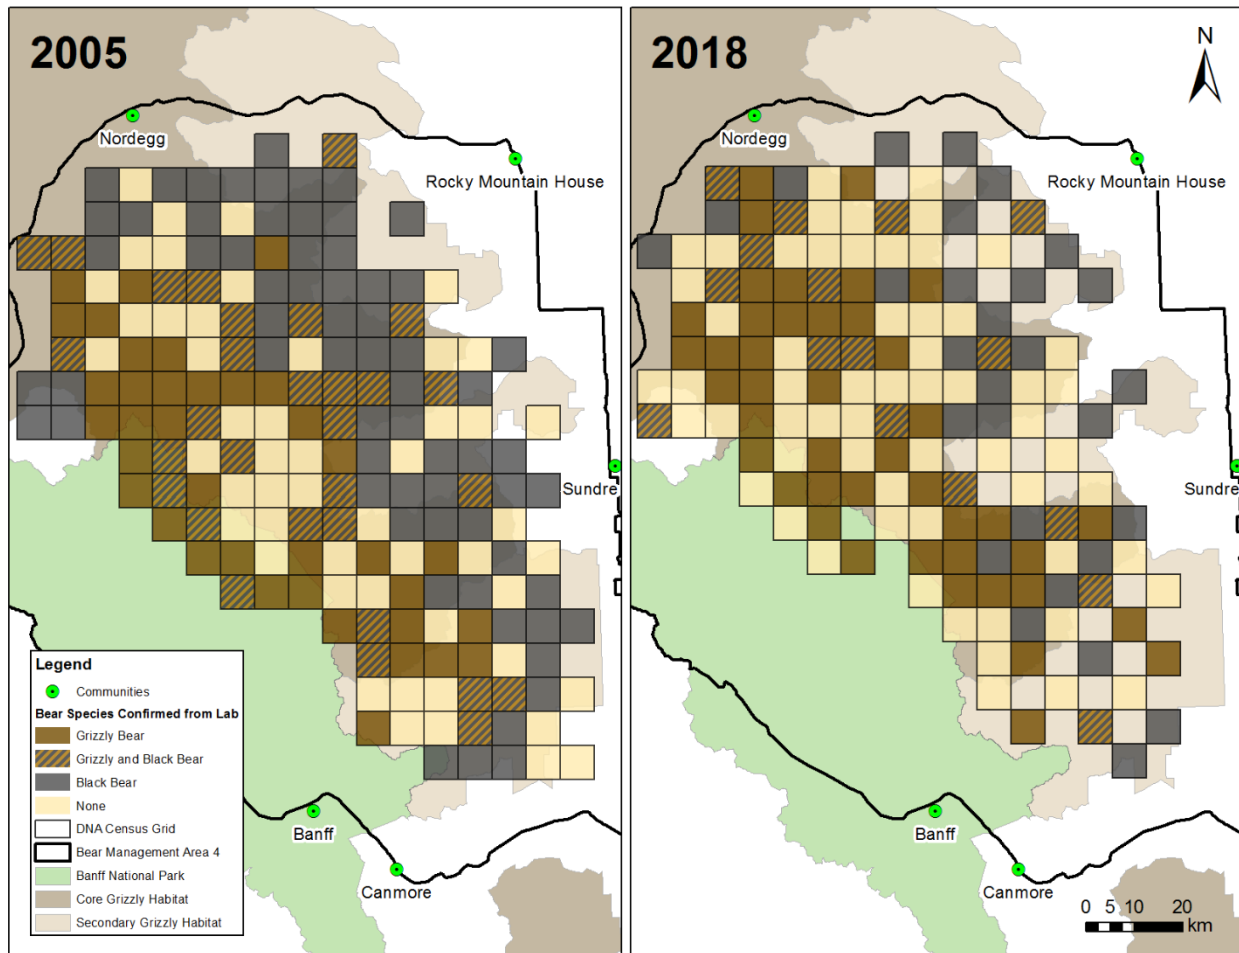 2005
Nordegg
Rocky Mountain House
Sundre
Banff
Canmore
Legend
Communities
Bear Species Confirmed from Lab
Grizzly Bear
Grizzly and Black Bear
Black Bear
None
DNA Census Grid
Bear Management Area 4
Banff National Park
Core Grizzly Habitat
Secondary Grizzly Habitat
2018
N
Nordegg
Rocky Mountain House
Sundre
Banff
Canmore
0 5 10 20
km